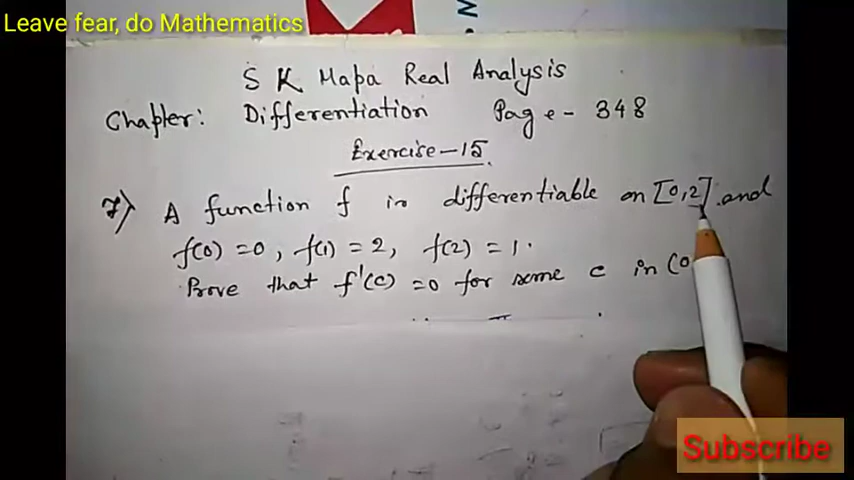 Leave fear, do Mathematics
S K Mapa Real Analysis
Chapter: Differentiation Page - 348
Exercise-15.
7) A function f is differentiable on [0,2] and
f(0) = 0, f(1) = 2, f(2) = 1.
Prove that f'(c) = 0 for some c in (0
Subscribe